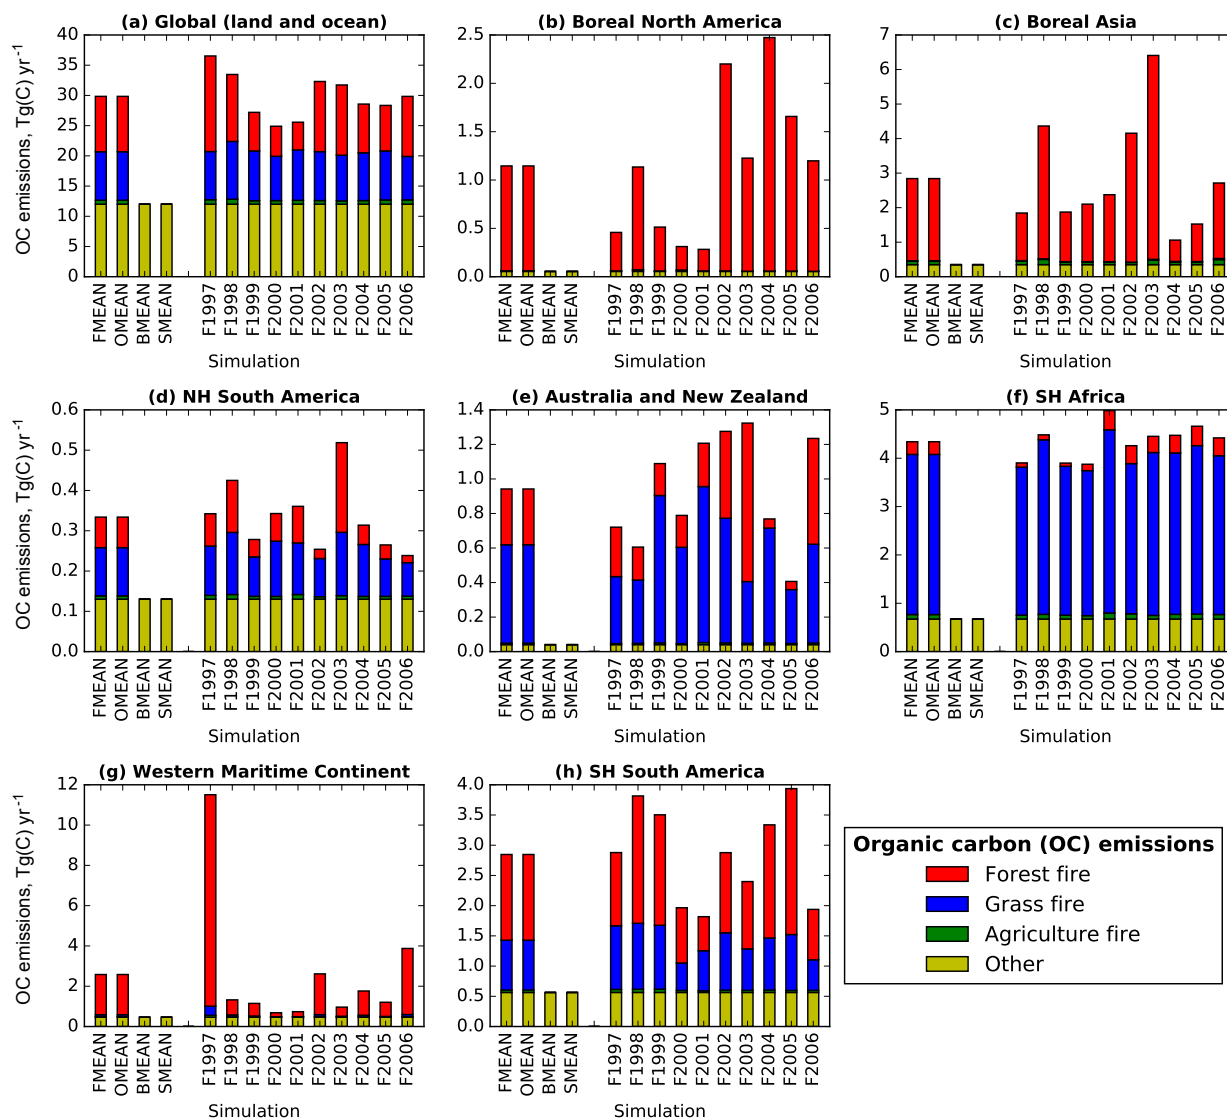 (a) Global (land and ocean)
OC emissions, Tg(C) yr-1
40
35
30
25
20
15
10
5
0
FMEAN OMEAN BMEAN SMEAN F1997 F1998 F1999 F2000 F2001 F2002 F2003 F2004 F2005 F2006
Simulation
(b) Boreal North America
2.5
2.0
1.5
1.0
0.5
0.0
FMEAN OMEAN BMEAN SMEAN F1997 F1998 F1999 F2000 F2001 F2002 F2003 F2004 F2005 F2006
Simulation
(c) Boreal Asia
7
6
5
4
3
2
1
0
FMEAN OMEAN BMEAN SMEAN F1997 F1998 F1999 F2000 F2001 F2002 F2003 F2004 F2005 F2006
Simulation
(d) NH South America
OC emissions, Tg(C) yr-1
0.6
0.5
0.4
0.3
0.2
0.1
0.0
FMEAN OMEAN BMEAN SMEAN F1997 F1998 F1999 F2000 F2001 F2002 F2003 F2004 F2005 F2006
Simulation
(e) Australia and New Zealand
1.4
1.2
1.0
0.8
0.6
0.4
0.2
0.0
FMEAN OMEAN BMEAN SMEAN F1997 F1998 F1999 F2000 F2001 F2002 F2003 F2004 F2005 F2006
Simulation
(f) SH Africa
5
4
3
2
1
0
FMEAN OMEAN BMEAN SMEAN F1997 F1998 F1999 F2000 F2001 F2002 F2003 F2004 F2005 F2006
Simulation
(g) Western Maritime Continent
OC emissions, Tg(C) yr-1
12
10
8
6
4
2
0
FMEAN OMEAN BMEAN SMEAN F1997 F1998 F1999 F2000 F2001 F2002 F2003 F2004 F2005 F2006
Simulation
(h) SH South America
4.0
3.5
3.0
2.5
2.0
1.5
1.0
0.5
0.0
FMEAN OMEAN BMEAN SMEAN F1997 F1998 F1999 F2000 F2001 F2002 F2003 F2004 F2005 F2006
Simulation
Organic carbon (OC) emissions
Forest fire
Grass fire
Agriculture fire
Other